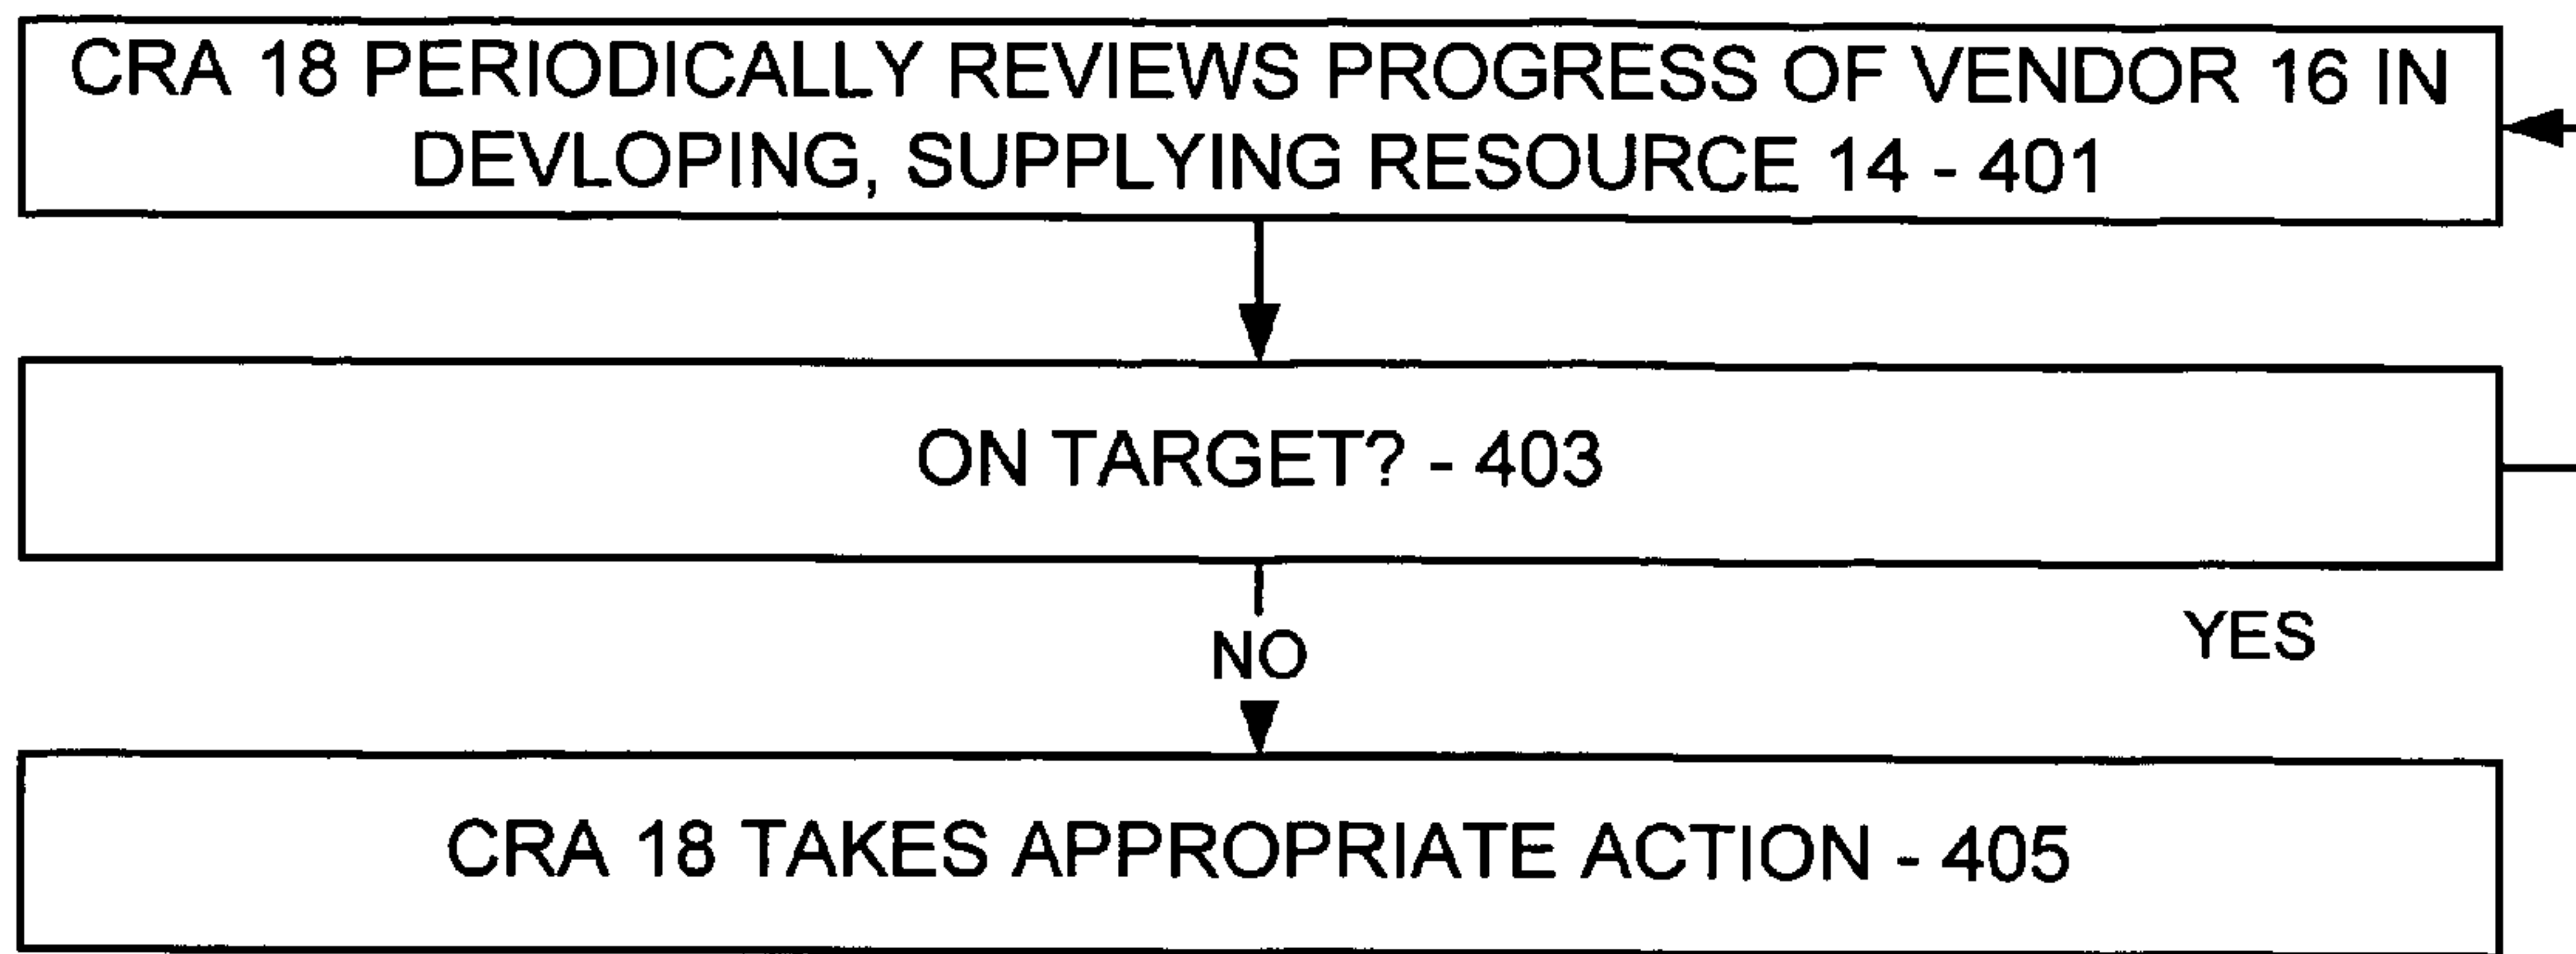 CRA 18 PERIODICALLY REVIEWS PROGRESS OF VENDOR 16 IN
DEVLOPING, SUPPLYING RESOURCE 14 - 401
ON TARGET? - 403
NO
YES
CRA 18 TAKES APPROPRIATE ACTION - 405